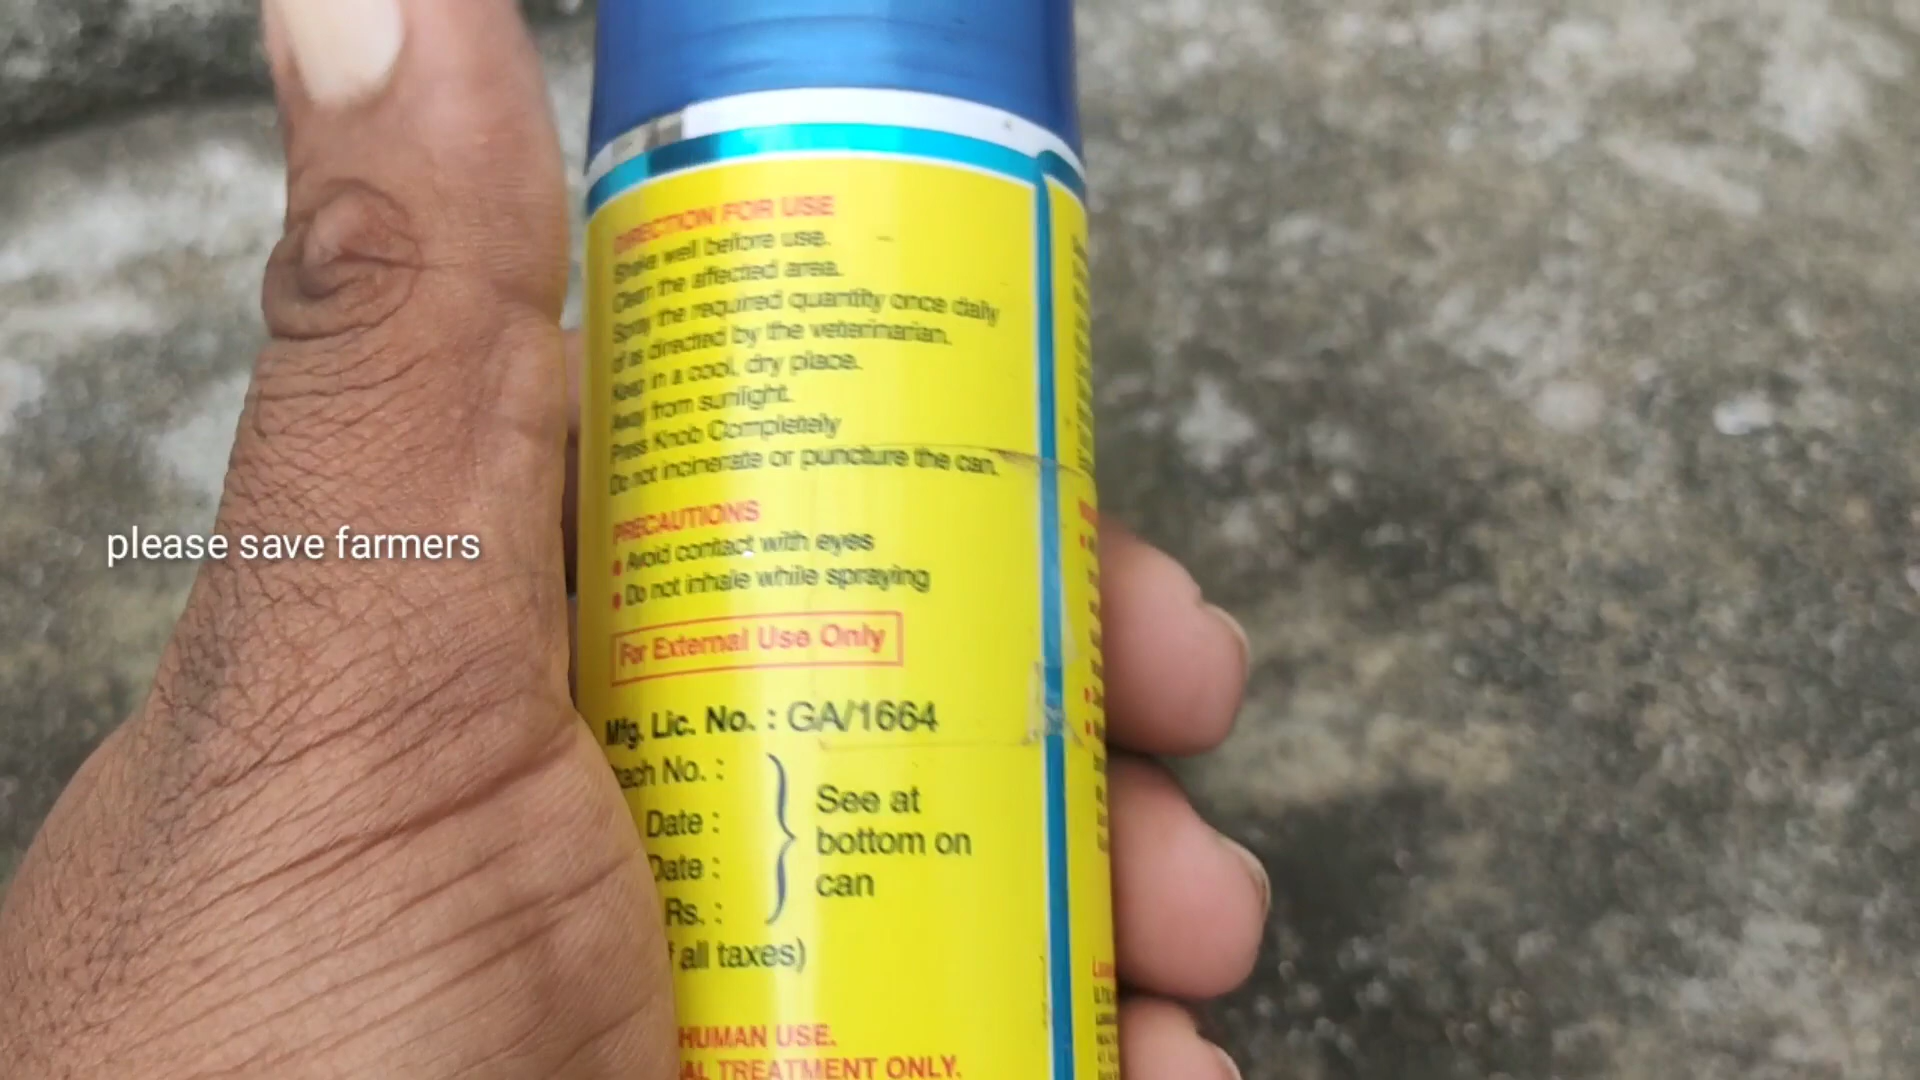 DIRECTION FOR USE
Shake well before use.
Clean the affected area.
Spray the required quantity once daily
of as directed by the veterinarian.
Keep in a cool, dry place.
Away from sunlight.
Press Knob Completely
Do not incinerate or puncture the can.
PRECAUTIONS
• Avoid contact with eyes
• Do not inhale while spraying
please save farmers
For External Use Only
Mfg. Lic. No. : GA/1664
No. :
Date :
Date :
Rs. :
See at
bottom on
can
all taxes)
HUMAN USE.
TREATMENT ONLY.